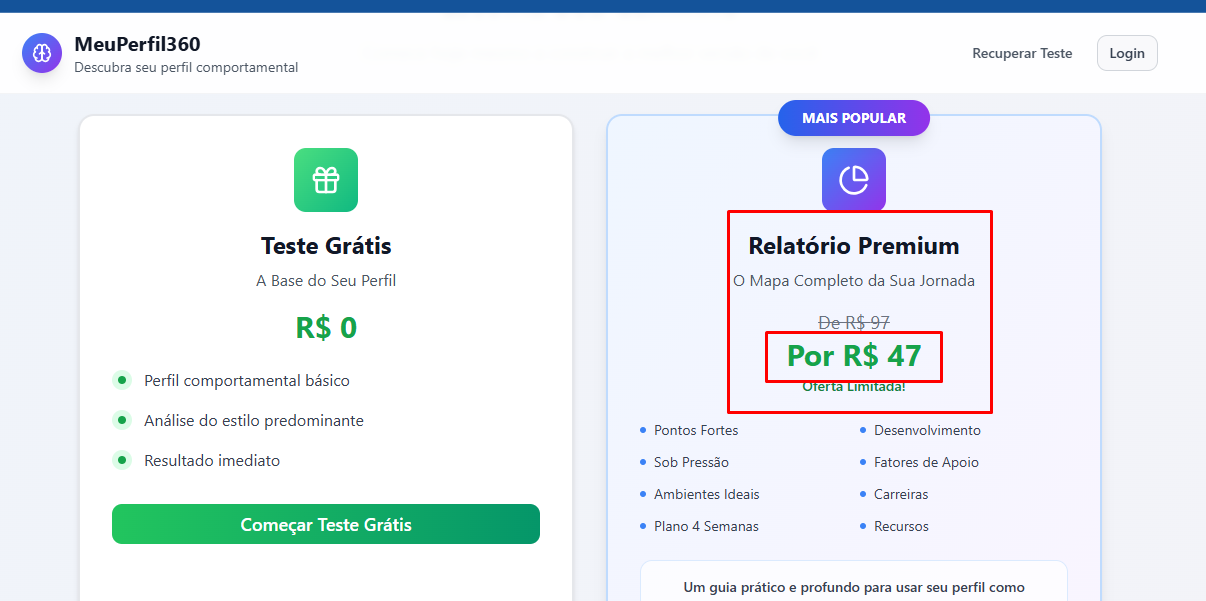 MeuPerfil360
Descubra seu perfil comportamental
Recuperar Teste
Login
Teste Grátis
A Base do Seu Perfil
R$ 0
Perfil comportamental básico
Análise do estilo predominante
Resultado imediato
Começar Teste Grátis
MAIS POPULAR
Relatório Premium
O Mapa Completo da Sua Jornada
De R$ 97
Por R$ 47
Oferta Limitada!
Pontos Fortes
Desenvolvimento
Sob Pressão
Fatores de Apoio
Ambientes Ideais
Carreiras
Plano 4 Semanas
Recursos
Um guia prático e profundo para usar seu perfil como